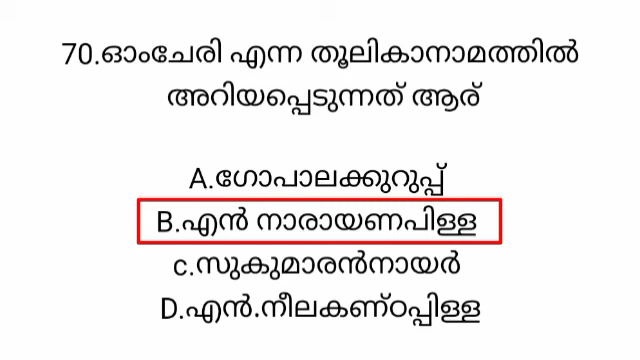 70.ഓംചേരി എന്ന തൂലികാനാമത്തിൽ
അറിയപ്പെടുന്നത് ആര്
A.ഗോപാലക്കുറുപ്പ്
B.എൻ നാരായണപിള്ള
c.സുകുമാരൻനായർ
D.എൻ.നീലകണ്ഠപ്പിള്ള